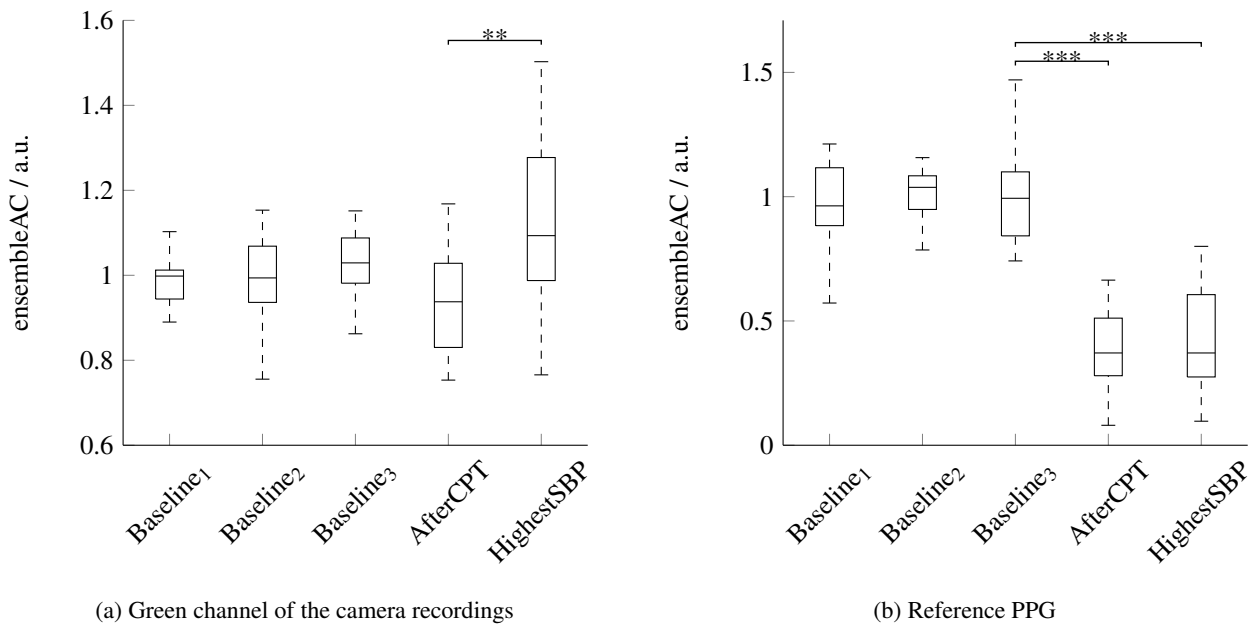 1.6
1.4
1.2
1
0.8
0.6
ensembleAC / a.u.
**
Baseline₁
Baseline₂
Baseline₃
AfterCPT
HighestSBP
(a) Green channel of the camera recordings
1.5
1
0.5
0
ensembleAC / a.u.
***
***
Baseline₁
Baseline₂
Baseline₃
AfterCPT
HighestSBP
(b) Reference PPG